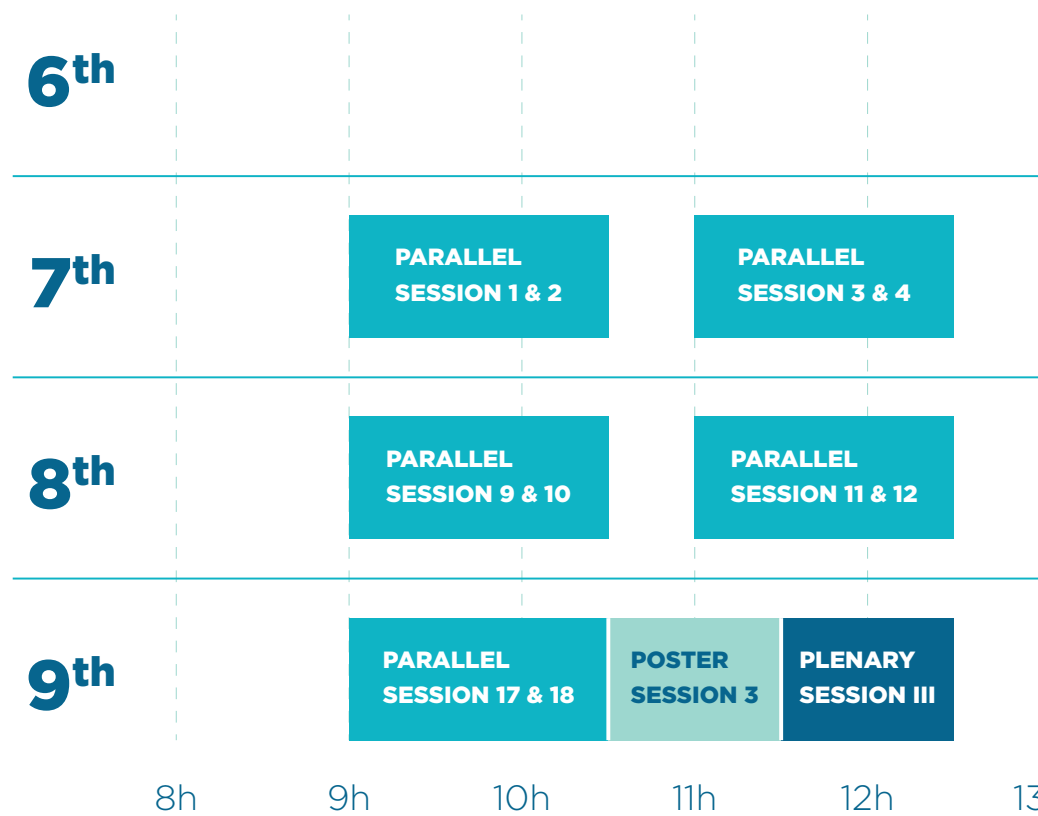 6th
7th
PARALLEL
SESSION 1 & 2
PARALLEL
SESSION 3 & 4
8th
PARALLEL
SESSION 9 & 10
PARALLEL
SESSION 11 & 12
9th
PARALLEL
SESSION 17 & 18
POSTER
SESSION 3
PLENARY
SESSION III
8h 9h 10h 11h 12h